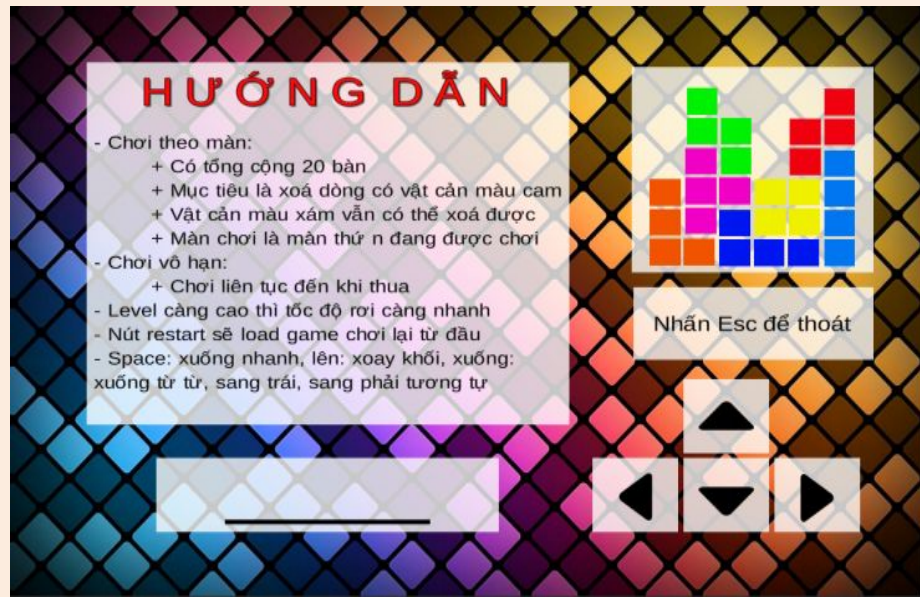 HƯỚNG DẪN
- Chơi theo màn:
+ Có tổng cộng 20 bàn
+ Mục tiêu là xoá dòng có vật cản màu cam
+ Vật cản màu xám vẫn có thể xoá được
+ Màn chơi là màn thứ n đang được chơi
- Chơi vô hạn:
+ Chơi liên tục đến khi thua
- Level càng cao thì tốc độ rơi càng nhanh
- Nút restart sẽ load game chơi lại từ đầu
- Space: xuống nhanh, lên: xoay khối, xuống:
xuống từ từ, sang trái, sang phải tương tự
Nhấn Esc để thoát